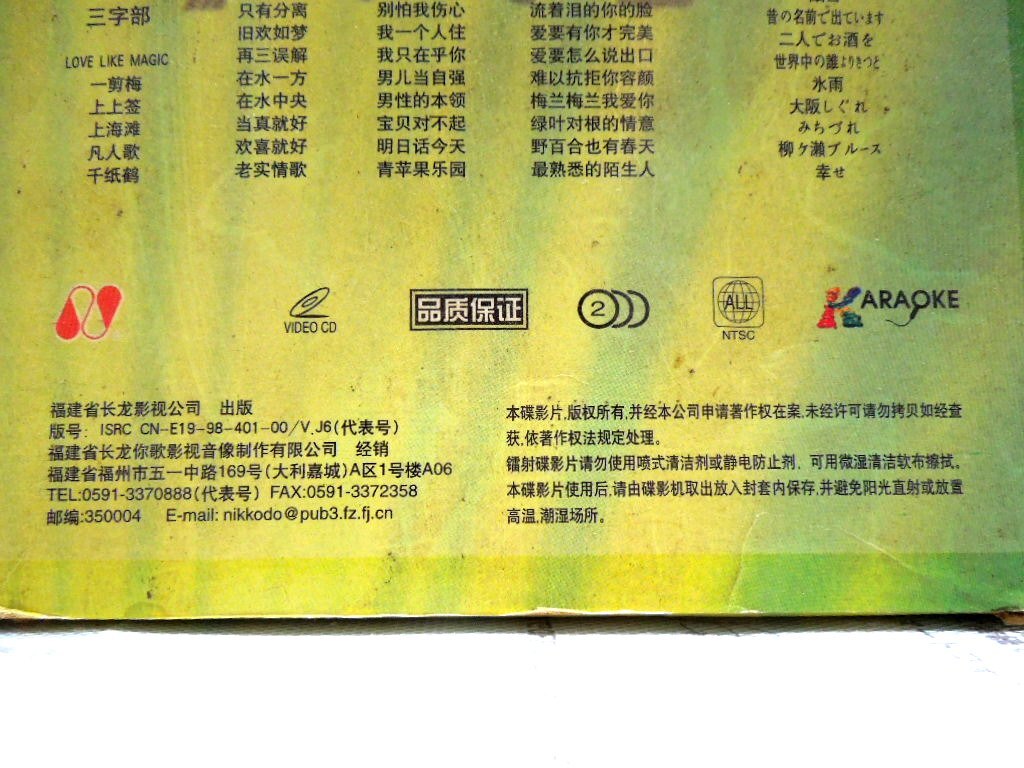 三字部
LOVE LIKE MAGIC
一剪梅
上上签
上海滩
凡人歌
千纸鹤
只有分离
旧欢如梦
再三误解
在水一方
在水中央
当真就好
欢喜就好
老实情歌
别怕我伤心
我一个人住
我只在乎你
男儿当自强
男性的本领
宝贝对不起
明日话今天
青苹果乐园
流着泪的你的脸
爱要有你才完美
爱要怎么说出口
难以抗拒你容颜
梅兰梅兰我爱你
绿叶对根的情意
野百合也有春天
最熟悉的陌生人
昔の名前で出ています
二人でお酒を
世界中の誰よりきっと
氷雨
大阪しぐれ
みちづれ
柳ケ瀬ブルース
幸せ
VIDEO CD
品质保证
2
ALL
NTSC
KARAOKE
福建省长龙影视公司 出版
版号: ISRC CN-E19-98-401-00/V.J6(代表号)
福建省长龙你歌影视音像制作有限公司 经销
福建省福州市五一中路169号(大利嘉城)A区1号楼A06
TEL:0591-3370888(代表号) FAX:0591-3372358
邮编:350004 E-mail: nikkodo@pub3.fz.fj.cn
本碟影片,版权所有,并经本公司申请著作权在案.未经许可请勿拷贝如经查
获,依著作权法规定处理。
镭射碟影片请勿使用喷式清洁剂或静电防止剂、可用微湿清洁软布擦拭。
本碟影片使用后,请由碟影机取出放入封套内保存,并避免阳光直射或放置
高温,潮湿场所。